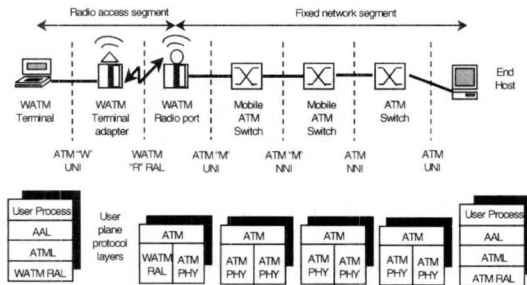 Radio access segment
Fixed network segment
WATM
Terminal
WATM
Terminal
adapter
WATM
Radio port
Mobile
ATM
Switch
Mobile
ATM
Switch
ATM
Switch
End
Host
ATM "W"
UNI
WATM
"R" RAL
ATM "M"
UNI
ATM "M"
NNI
ATM
NNI
ATM
UNI
User Process
AAL
ATML
WATM RAL
User
plane
protocol
layers
ATM
WATM
RAL
ATM
PHY
ATM
ATM
PHY
ATM
PHY
ATM
ATM
PHY
ATM
PHY
ATM
ATM
PHY
ATM
PHY
User Process
AAL
ATML
ATM RAL